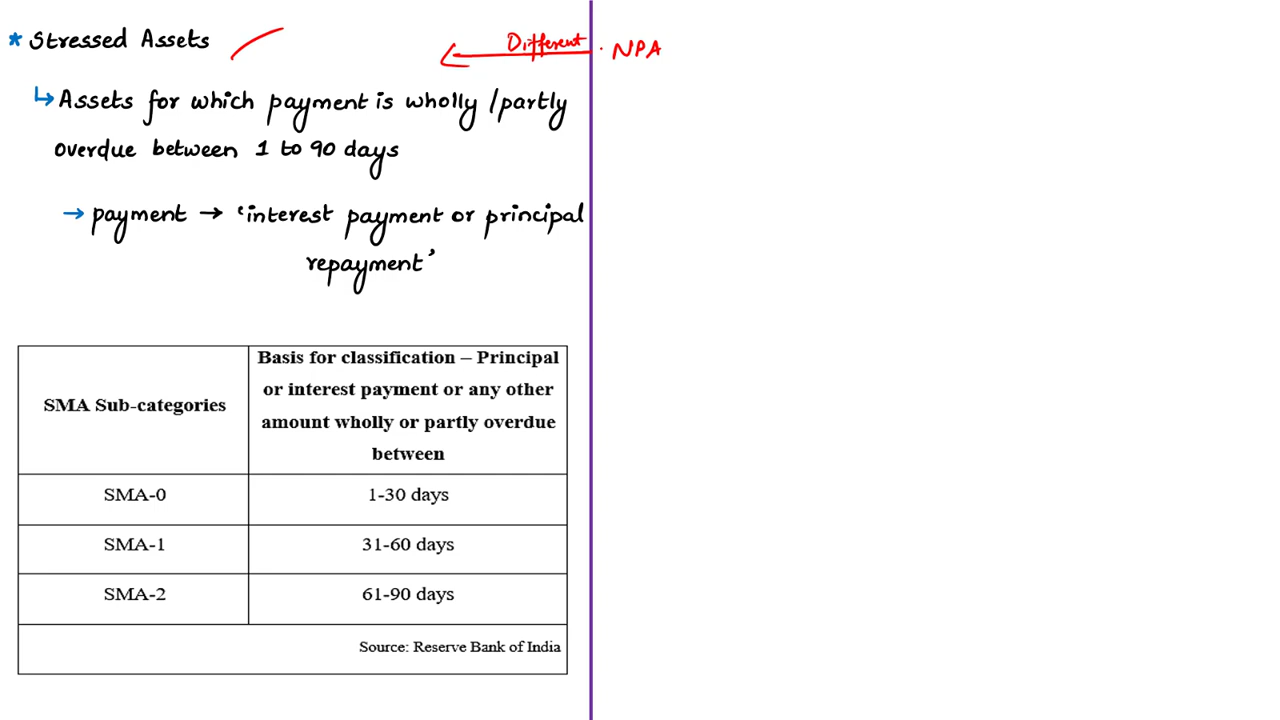 * Stressed Assets
Different
• NPA
↳ Assets for which payment is wholly /partly
overdue between 1 to 90 days
→ payment → 'interest payment or principal
repayment'
SMA Sub-categories
Basis for classification – Principal
or interest payment or any other
amount wholly or partly overdue
between
SMA-0 1-30 days
SMA-1 31-60 days
SMA-2 61-90 days
Source: Reserve Bank of India